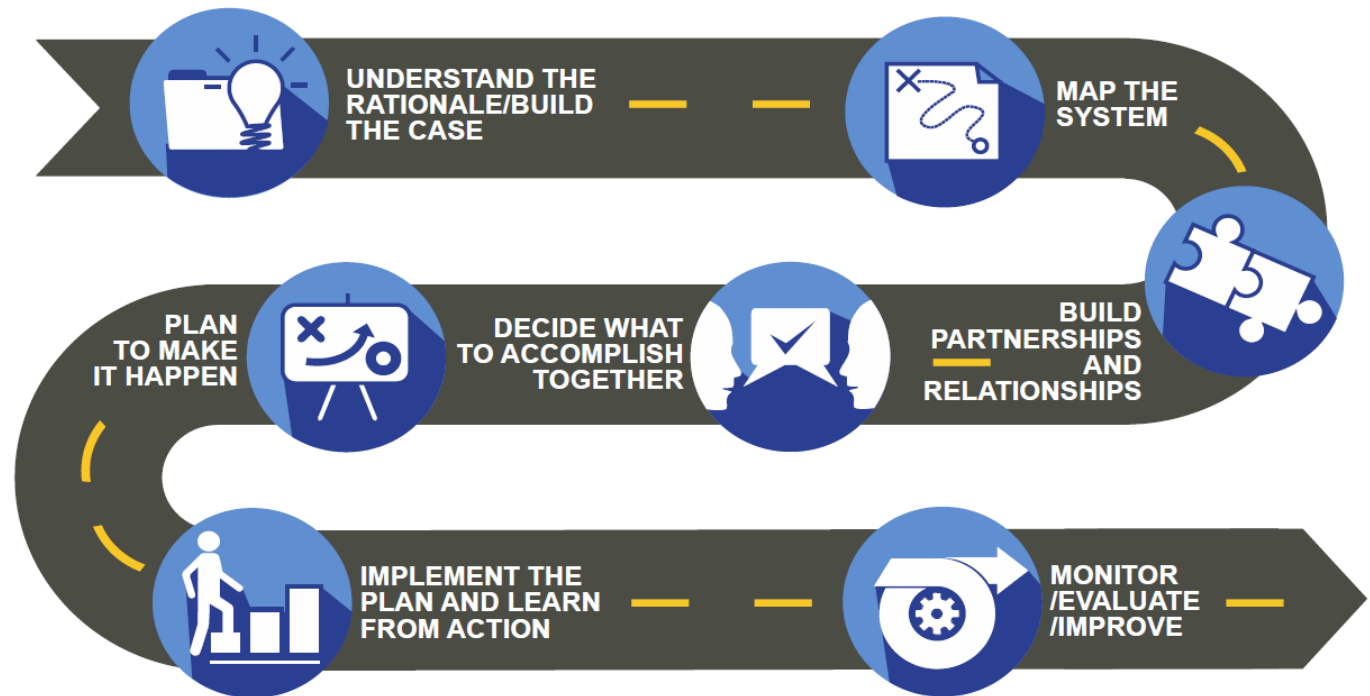 UNDERSTAND THE
RATIONALE/BUILD
THE CASE
MAP THE
SYSTEM
BUILD
PARTNERSHIPS
AND
RELATIONSHIPS
DECIDE WHAT
TO ACCOMPLISH
TOGETHER
PLAN
TO MAKE
IT HAPPEN
IMPLEMENT THE
PLAN AND LEARN
FROM ACTION
MONITOR
/EVALUATE
/IMPROVE